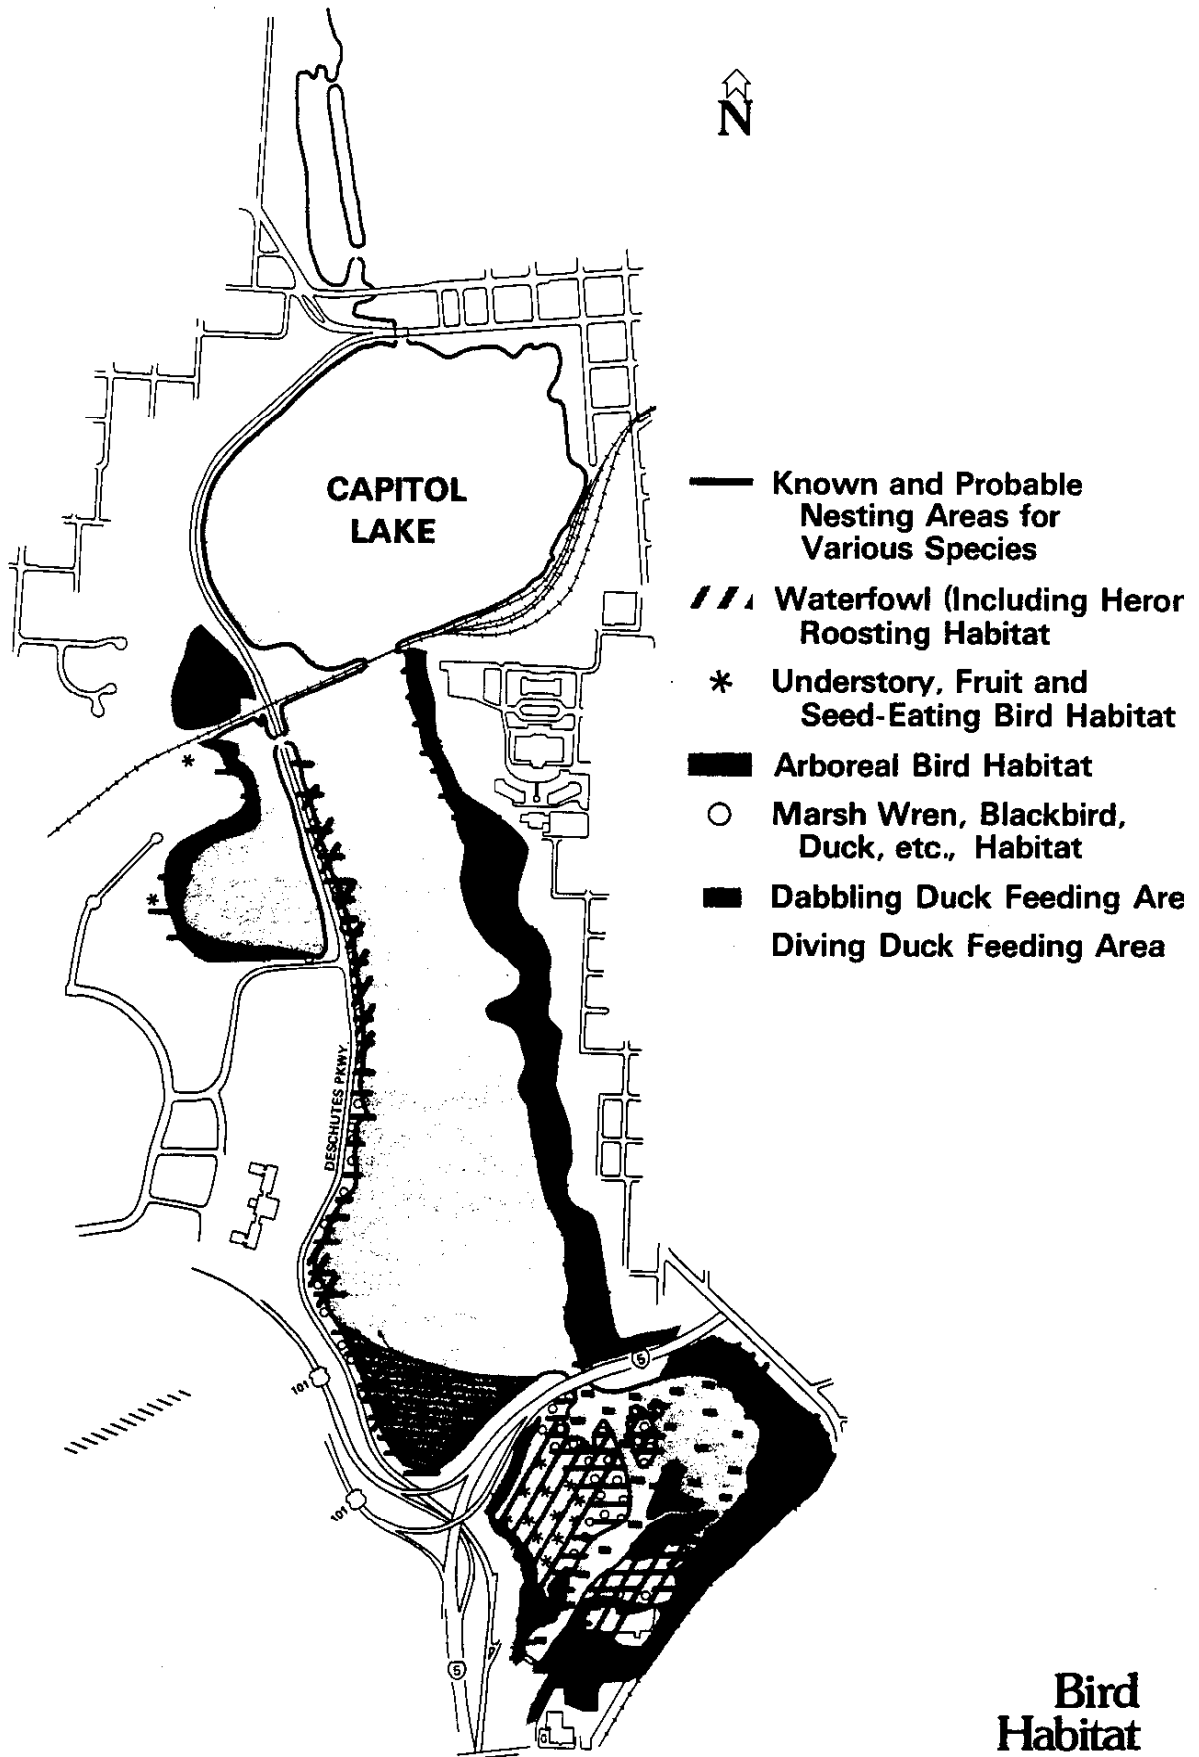 N
CAPITOL
LAKE
Known and Probable
Nesting Areas for
Various Species
Waterfowl (Including Heron
Roosting Habitat
* Understory, Fruit and
Seed-Eating Bird Habitat
Arboreal Bird Habitat
Marsh Wren, Blackbird,
Duck, etc., Habitat
Dabbling Duck Feeding Are
Diving Duck Feeding Area
DESCHUTES PKWY.
5
101
101
5
Bird
Habitat